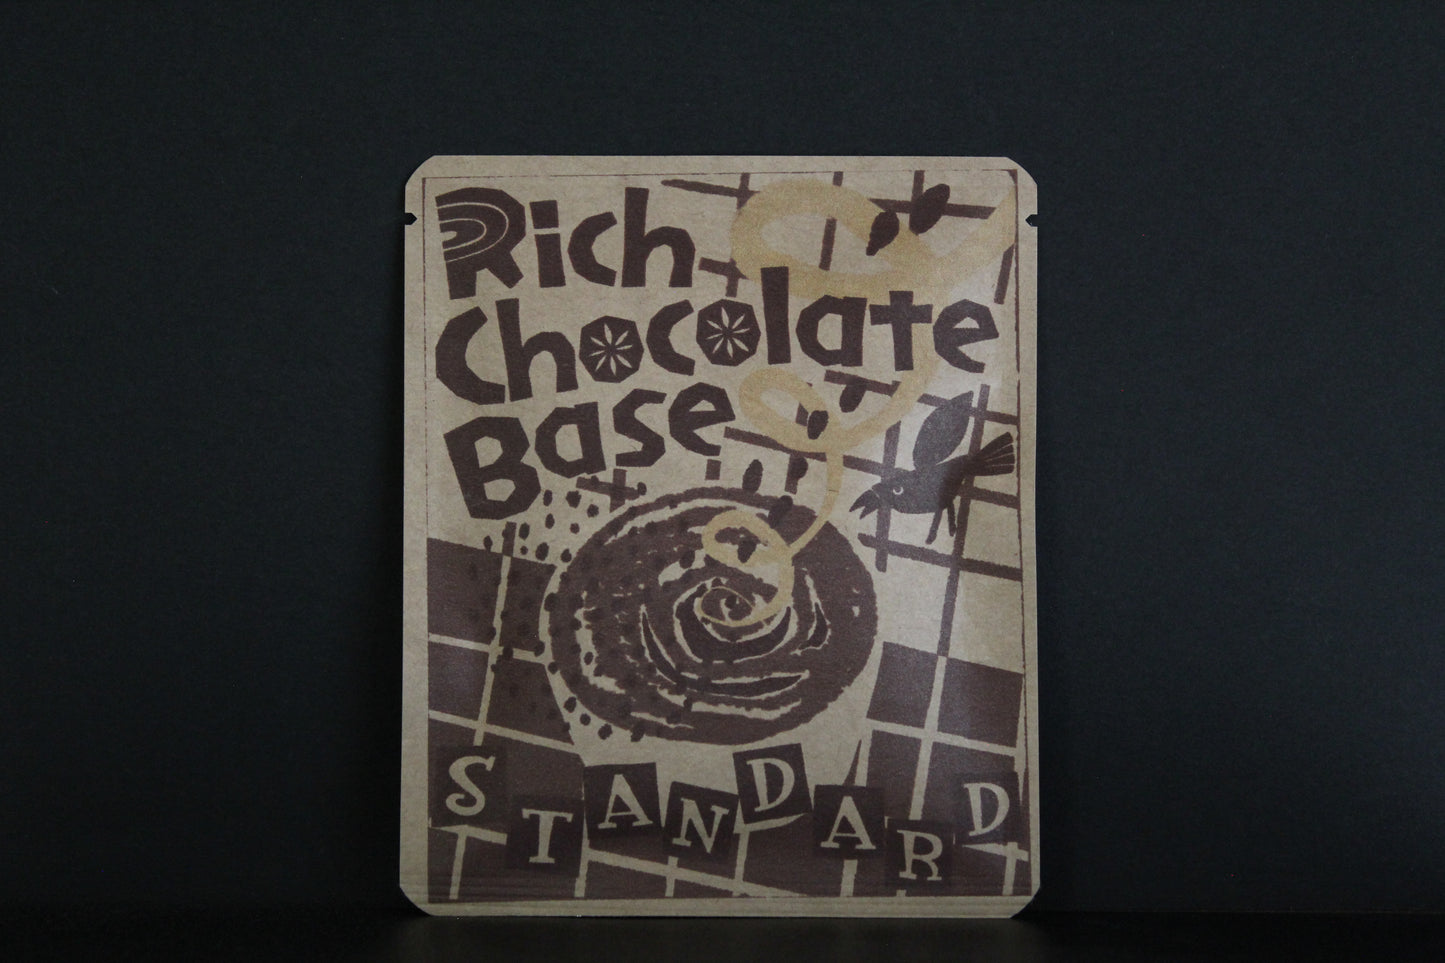 Rich
Chocolate
Base
STANDARD